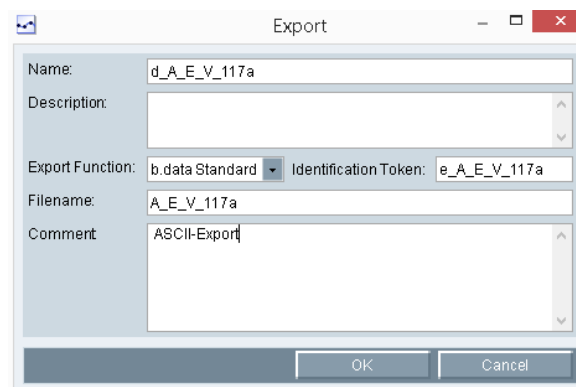 Export
Name: d_A_E_V_117a
Description:
Export Function: b.data Standard Identification Token: e_A_E_V_117a
Filename: A_E_V_117a
Comment ASCII-Export
OK Cancel